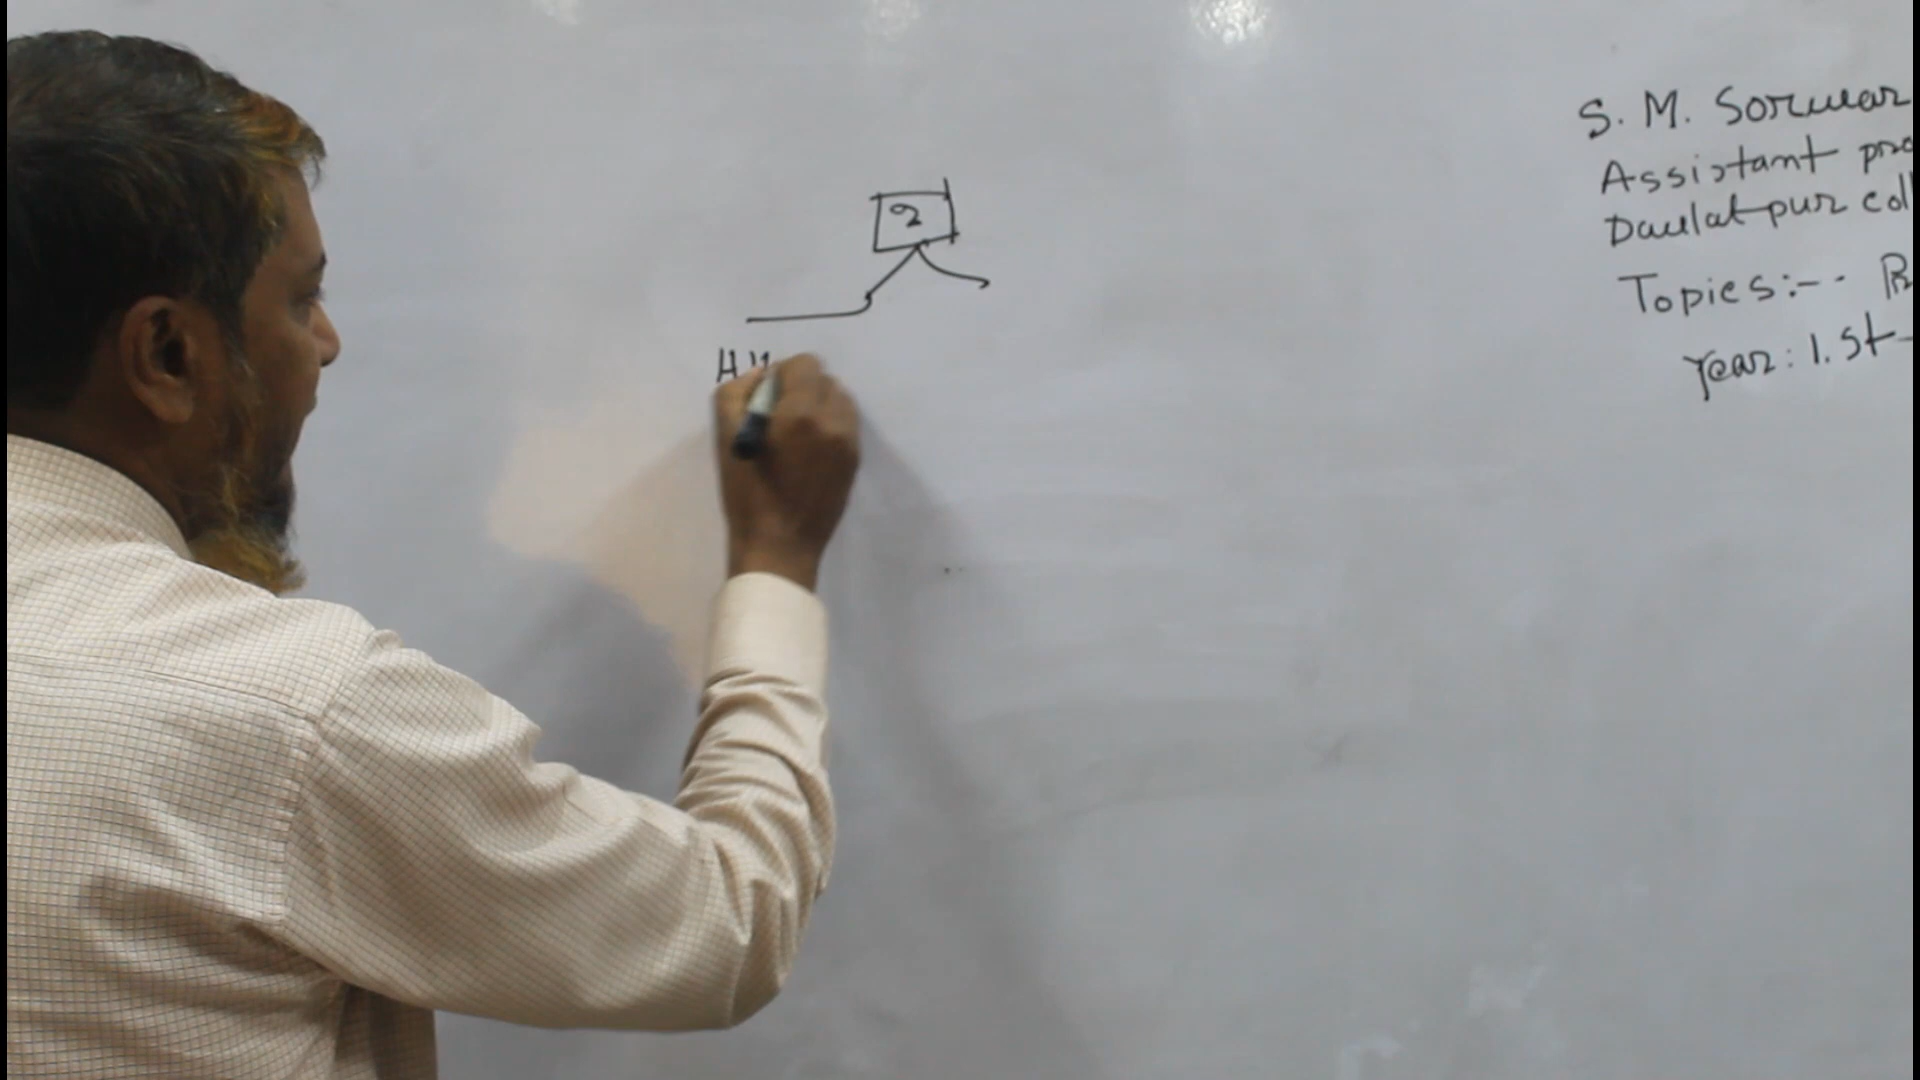 2
S. M. Sorwar
Assistant pro
Daulatpur col
Topics:-
Year: 1.st-